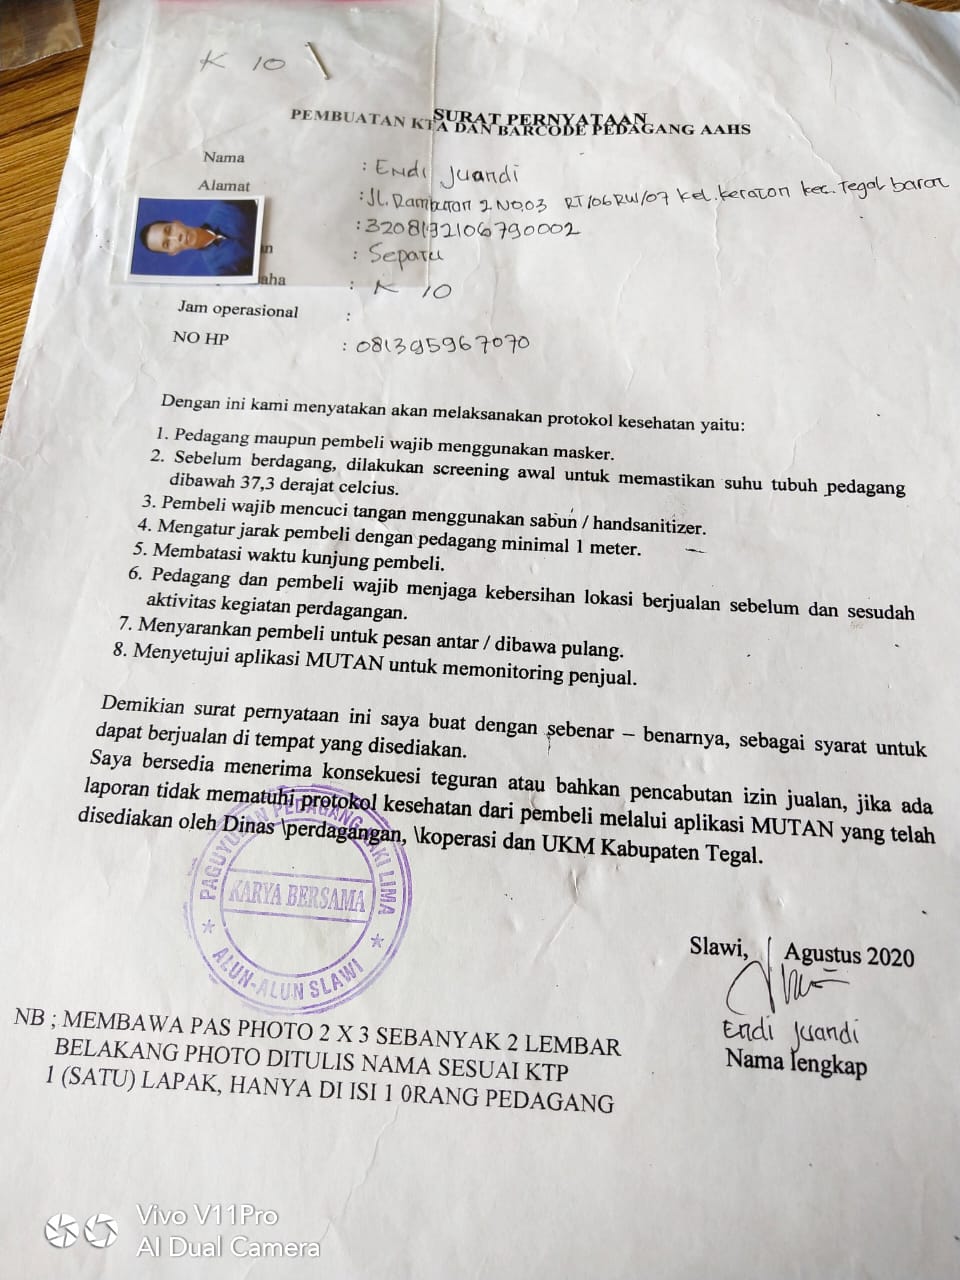 K 10
SURAT PERNYATAAN
PEMBUATAN KTA DAN BARCODE PEDAGANG AAHS
Nama : Endi Juandi
Alamat : Jl. Rambutan 2 No.03 RT/06 RW/07 Kel. Keraton Kec. Tegal barat
: 3208132106790002
an : Sepatu
aha : K 10
Jam operasional :
NO HP : 081395967070
Dengan ini kami menyatakan akan melaksanakan protokol kesehatan yaitu:
1. Pedagang maupun pembeli wajib menggunakan masker.
2. Sebelum berdagang, dilakukan screening awal untuk memastikan suhu tubuh pedagang
dibawah 37,3 derajat celcius.
3. Pembeli wajib mencuci tangan menggunakan sabun / handsanitizer.
4. Mengatur jarak pembeli dengan pedagang minimal 1 meter.
5. Membatasi waktu kunjung pembeli.
6. Pedagang dan pembeli wajib menjaga kebersihan lokasi berjualan sebelum dan sesudah
aktivitas kegiatan perdagangan.
7. Menyarankan pembeli untuk pesan antar / dibawa pulang.
8. Menyetujui aplikasi MUTAN untuk memonitoring penjual.
Demikian surat pernyataan ini saya buat dengan sebenar – benarnya, sebagai syarat untuk
dapat berjualan di tempat yang disediakan.
Saya bersedia menerima konsekuesi teguran atau bahkan pencabutan izin jualan, jika ada
laporan tidak mematuhi protokol kesehatan dari pembeli melalui aplikasi MUTAN yang telah
disediakan oleh Dinas \perdagangan, \koperasi dan UKM Kabupaten Tegal.
PAGUYUBAN PEDAGANG KAKI LIMA
KARYA BERSAMA
ALUN-ALUN SLAWI
Slawi, Agustus 2020
Endi Juandi
Nama lengkap
NB ; MEMBAWA PAS PHOTO 2 X 3 SEBANYAK 2 LEMBAR
BELAKANG PHOTO DITULIS NAMA SESUAI KTP
1 (SATU) LAPAK, HANYA DI ISI 1 0RANG PEDAGANG
Vivo V11Pro
AI Dual Camera